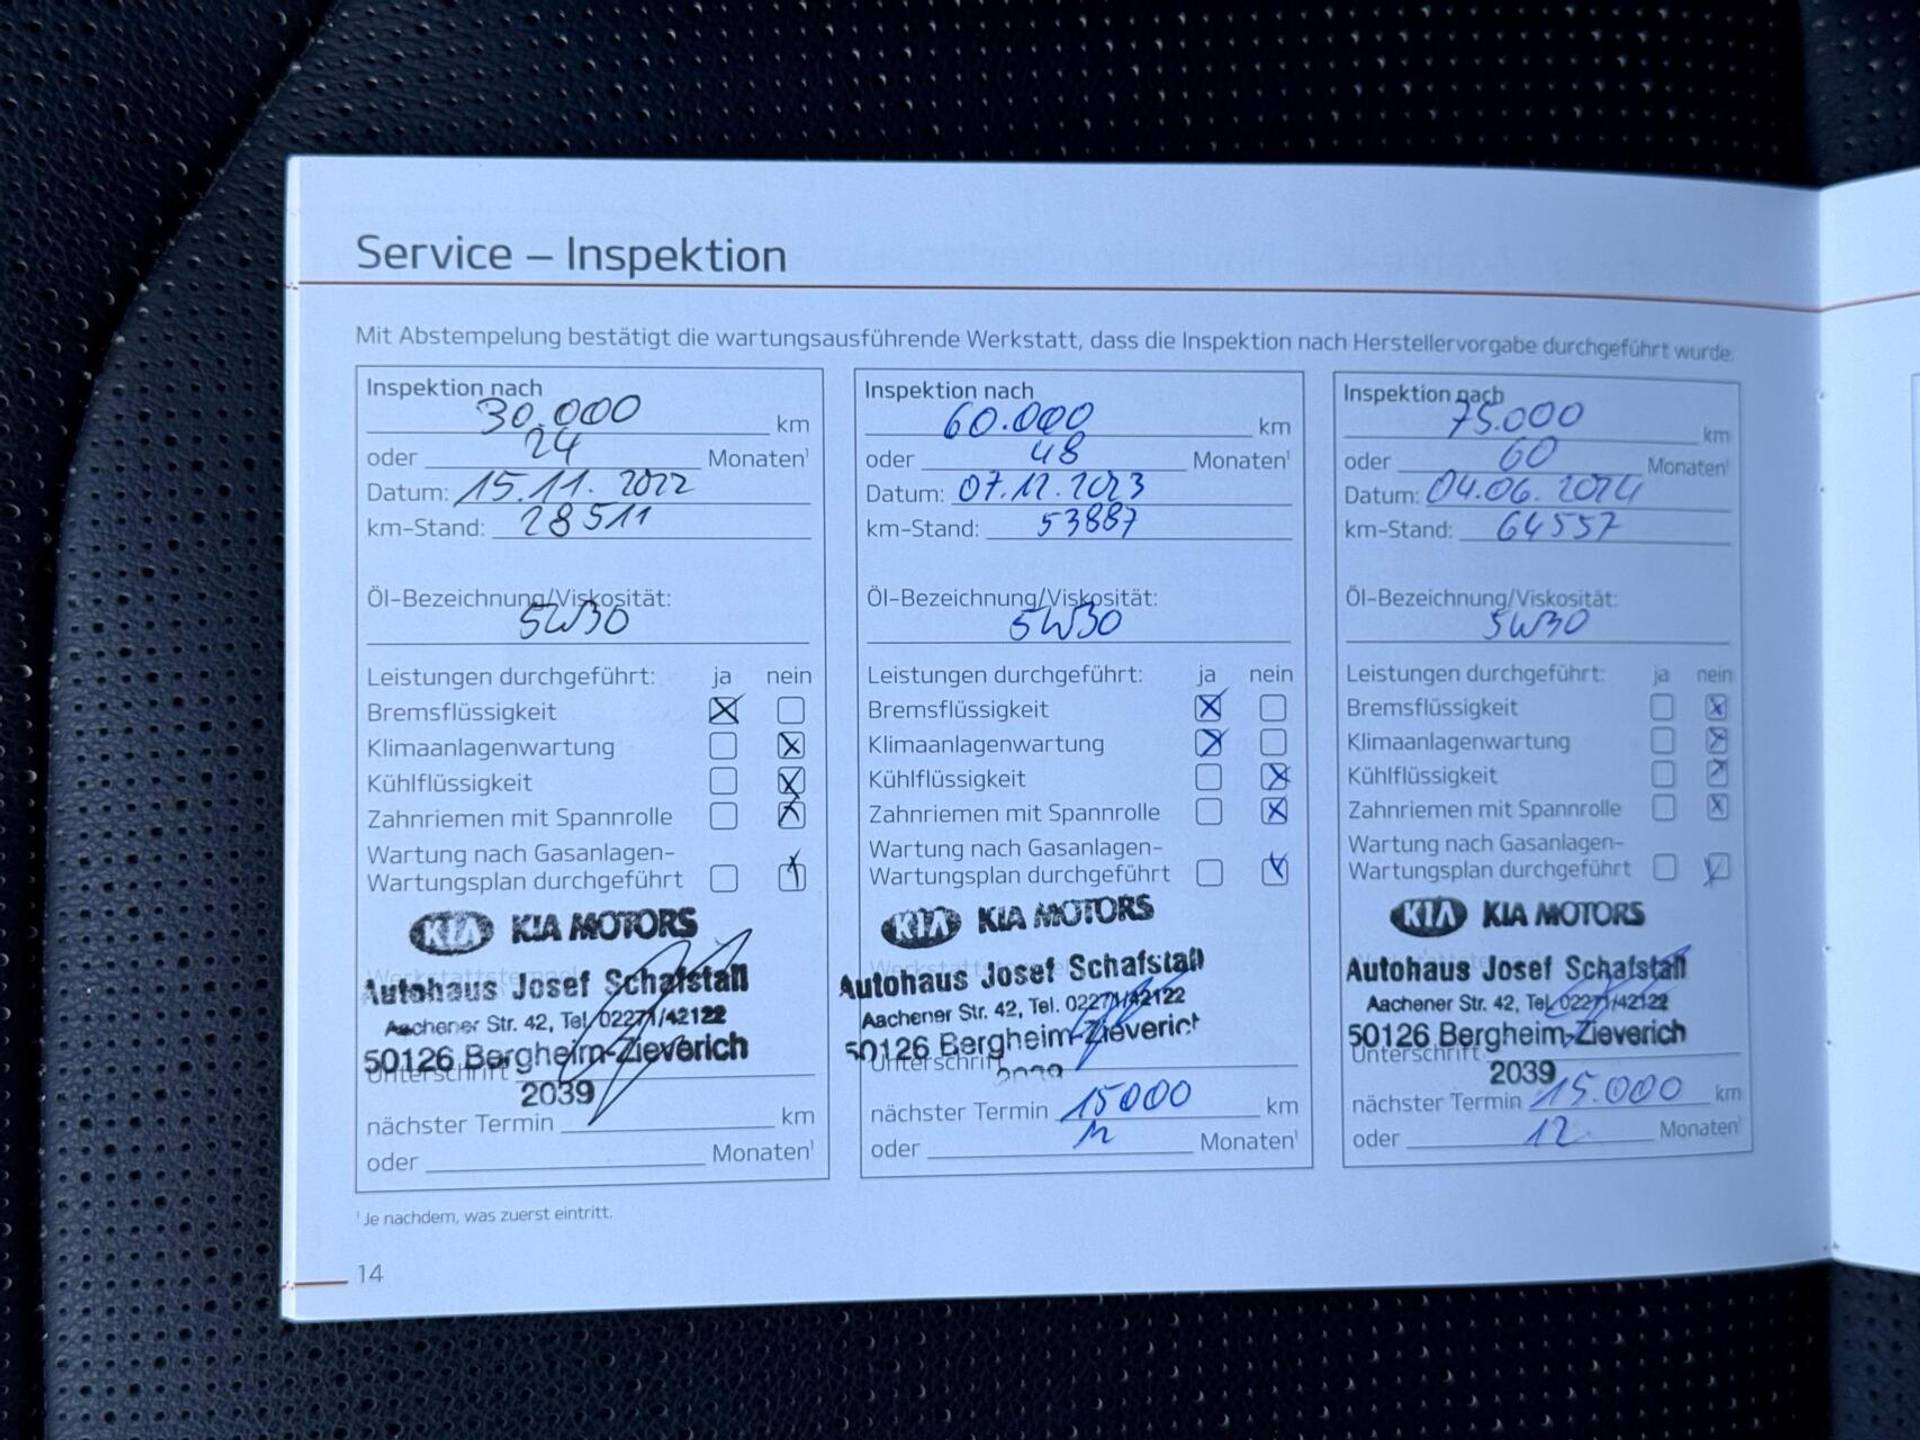 Service – Inspektion
Mit Abstempelung bestätigt die wartungsausführende Werkstatt, dass die Inspektion nach Herstellervorgabe durchgeführt wurde.
Inspektion nach
30.000 km
oder 24 Monaten¹
Datum: 15.11.2022
km-Stand: 28511
Öl-Bezeichnung/Viskosität:
5W30
Leistungen durchgeführt: ja nein
Bremsflüssigkeit
Klimaanlagenwartung
Kühlflüssigkeit
Zahnriemen mit Spannrolle
Wartung nach Gasanlagen-
Wartungsplan durchgeführt
KIA KIA MOTORS
Werkstattstempel
Autohaus Josef Schafstall
Aachener Str. 42, Tel. 02271/42122
50126 Bergheim-Zieverich
Unterschrift
2039
nächster Termin km
oder Monaten¹
Inspektion nach
60.000 km
oder 48 Monaten¹
Datum: 07.12.2023
km-Stand: 53887
Öl-Bezeichnung/Viskosität:
5W30
Leistungen durchgeführt: ja nein
Bremsflüssigkeit
Klimaanlagenwartung
Kühlflüssigkeit
Zahnriemen mit Spannrolle
Wartung nach Gasanlagen-
Wartungsplan durchgeführt
KIA KIA MOTORS
Autohaus Josef Schafstall
Aachener Str. 42, Tel. 02271/42122
50126 Bergheim-Zieverich
Unterschrift
nächster Termin 15000 km
oder 12 Monaten¹
Inspektion nach
75.000 km
oder 60 Monaten¹
Datum: 04.06.2024
km-Stand: 64557
Öl-Bezeichnung/Viskosität:
5W30
Leistungen durchgeführt: ja nein
Bremsflüssigkeit
Klimaanlagenwartung
Kühlflüssigkeit
Zahnriemen mit Spannrolle
Wartung nach Gasanlagen-
Wartungsplan durchgeführt
KIA KIA MOTORS
Autohaus Josef Schafstall
Aachener Str. 42, Tel. 02271/42122
50126 Bergheim-Zieverich
Unterschrift
2039
nächster Termin 15.000 km
oder 12 Monaten¹
¹ Je nachdem, was zuerst eintritt.
14